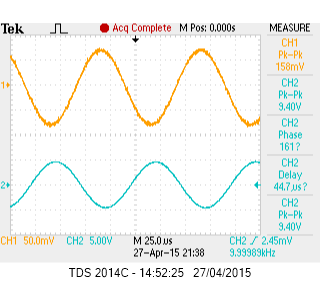 Tek Acq Complete M Pos: 0.000s MEASURE
CH1
Pk-Pk
158mV
CH2
Pk-Pk
9.40V
CH2
Phase
161?
CH2
Delay
44.7µs?
CH2
Pk-Pk
9.40V
1
2
CH1 50.0mV CH2 5.00V M 25.0µs CH2 / 2.45mV
27-Apr-15 21:38 9.99989kHz
TDS 2014C - 14:52:25 27/04/2015